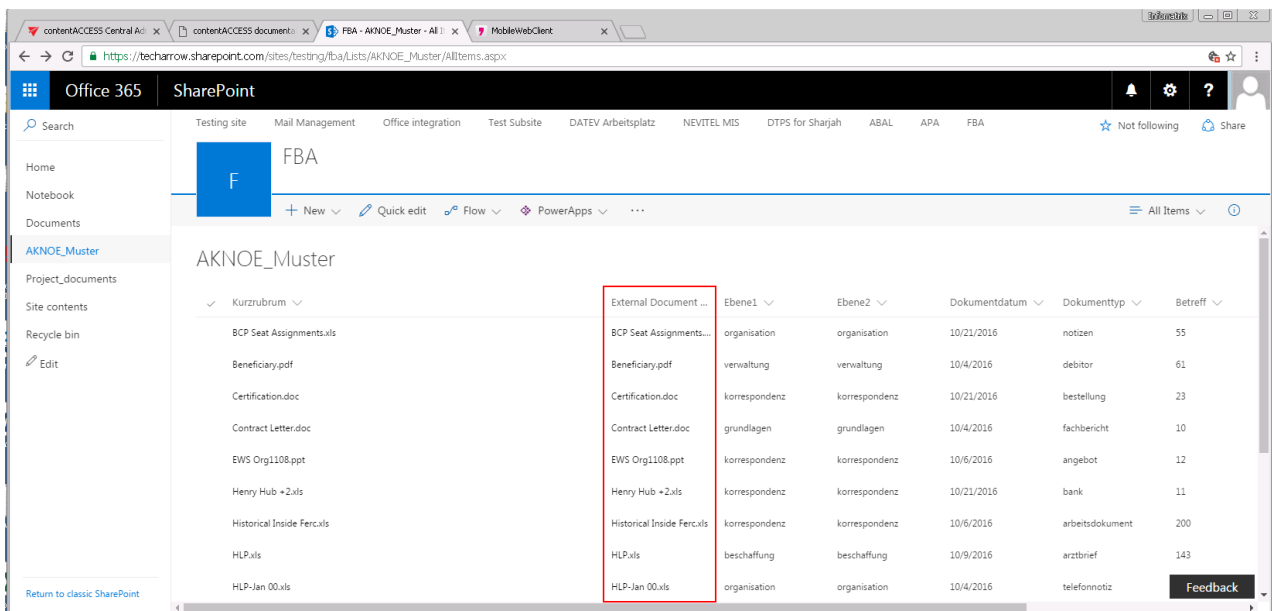 Infomatrix
contentACCESS Central Ad
contentACCESS documenta
FBA - AKNOE_Muster - All It
MobileWebClient
https://techarrow.sharepoint.com/sites/testing/fba/Lists/AKNOE_Muster/AllItems.aspx
Office 365 SharePoint ?
Search Testing site Mail Management Office integration Test Subsite DATEV Arbeitsplatz NEVITEL MIS DTPS for Sharjah ABAL APA FBA Not following Share
F FBA
Home
Notebook
Documents
AKNOE_Muster
Project_documents
Site contents
Recycle bin
Edit
+ New Quick edit Flow PowerApps ... All Items
AKNOE_Muster
Kurzrubrum External Document ... Ebene1 Ebene2 Dokumentdatum Dokumenttyp Betreff
BCP Seat Assignments.xls BCP Seat Assignments.... organisation organisation 10/21/2016 notizen 55
Beneficiary.pdf Beneficiary.pdf verwaltung verwaltung 10/4/2016 debitor 61
Certification.doc Certification.doc korrespondenz korrespondenz 10/21/2016 bestellung 23
Contract Letter.doc Contract Letter.doc grundlagen grundlagen 10/4/2016 fachbericht 10
EWS Org1108.ppt EWS Org1108.ppt korrespondenz korrespondenz 10/6/2016 angebot 12
Henry Hub +2.xls Henry Hub +2.xls korrespondenz korrespondenz 10/21/2016 bank 11
Historical Inside Ferc.xls Historical Inside Ferc.xls korrespondenz korrespondenz 10/6/2016 arbeitsdokument 200
HLP.xls HLP.xls beschaffung beschaffung 10/9/2016 arztbrief 143
HLP-Jan 00.xls HLP-Jan 00.xls organisation organisation 10/4/2016 telefonnotiz
Return to classic SharePoint
Feedback